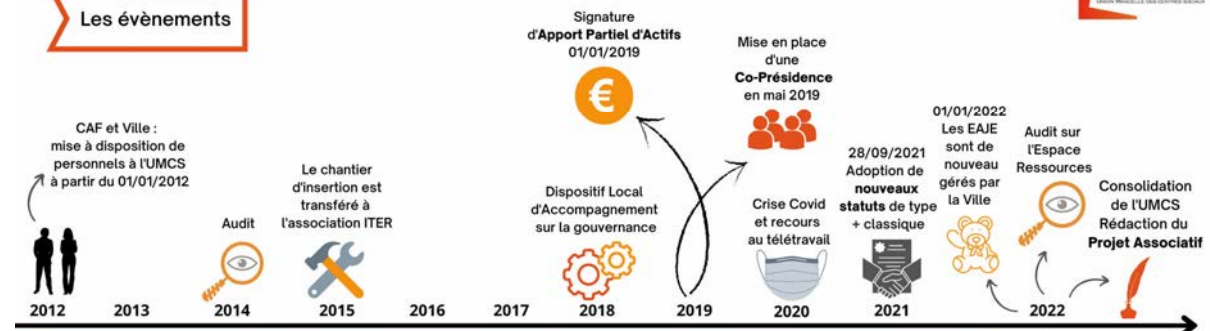 Les évènements
CAF et Ville :
mise à disposition de
personnels à l'UMCS
à partir du 01/01/2012
Audit
Le chantier
d'insertion est
transféré à
l'association ITER
Signature
d'Apport Partiel d'Actifs
01/01/2019
€
Dispositif Local
d'Accompagnement
sur la gouvernance
Mise en place
d'une
Co-Présidence
en mai 2019
Crise Covid
et recours
au télétravail
28/09/2021
Adoption de
nouveaux
statuts de type
+ classique
01/01/2022
Les EAJE
sont de
nouveau
gérés par
la Ville
Audit sur
l'Espace
Ressources
Consolidation
de l'UMCS
Rédaction du
Projet Associatif
2012 2013 2014 2015 2016 2017 2018 2019 2020 2021 2022